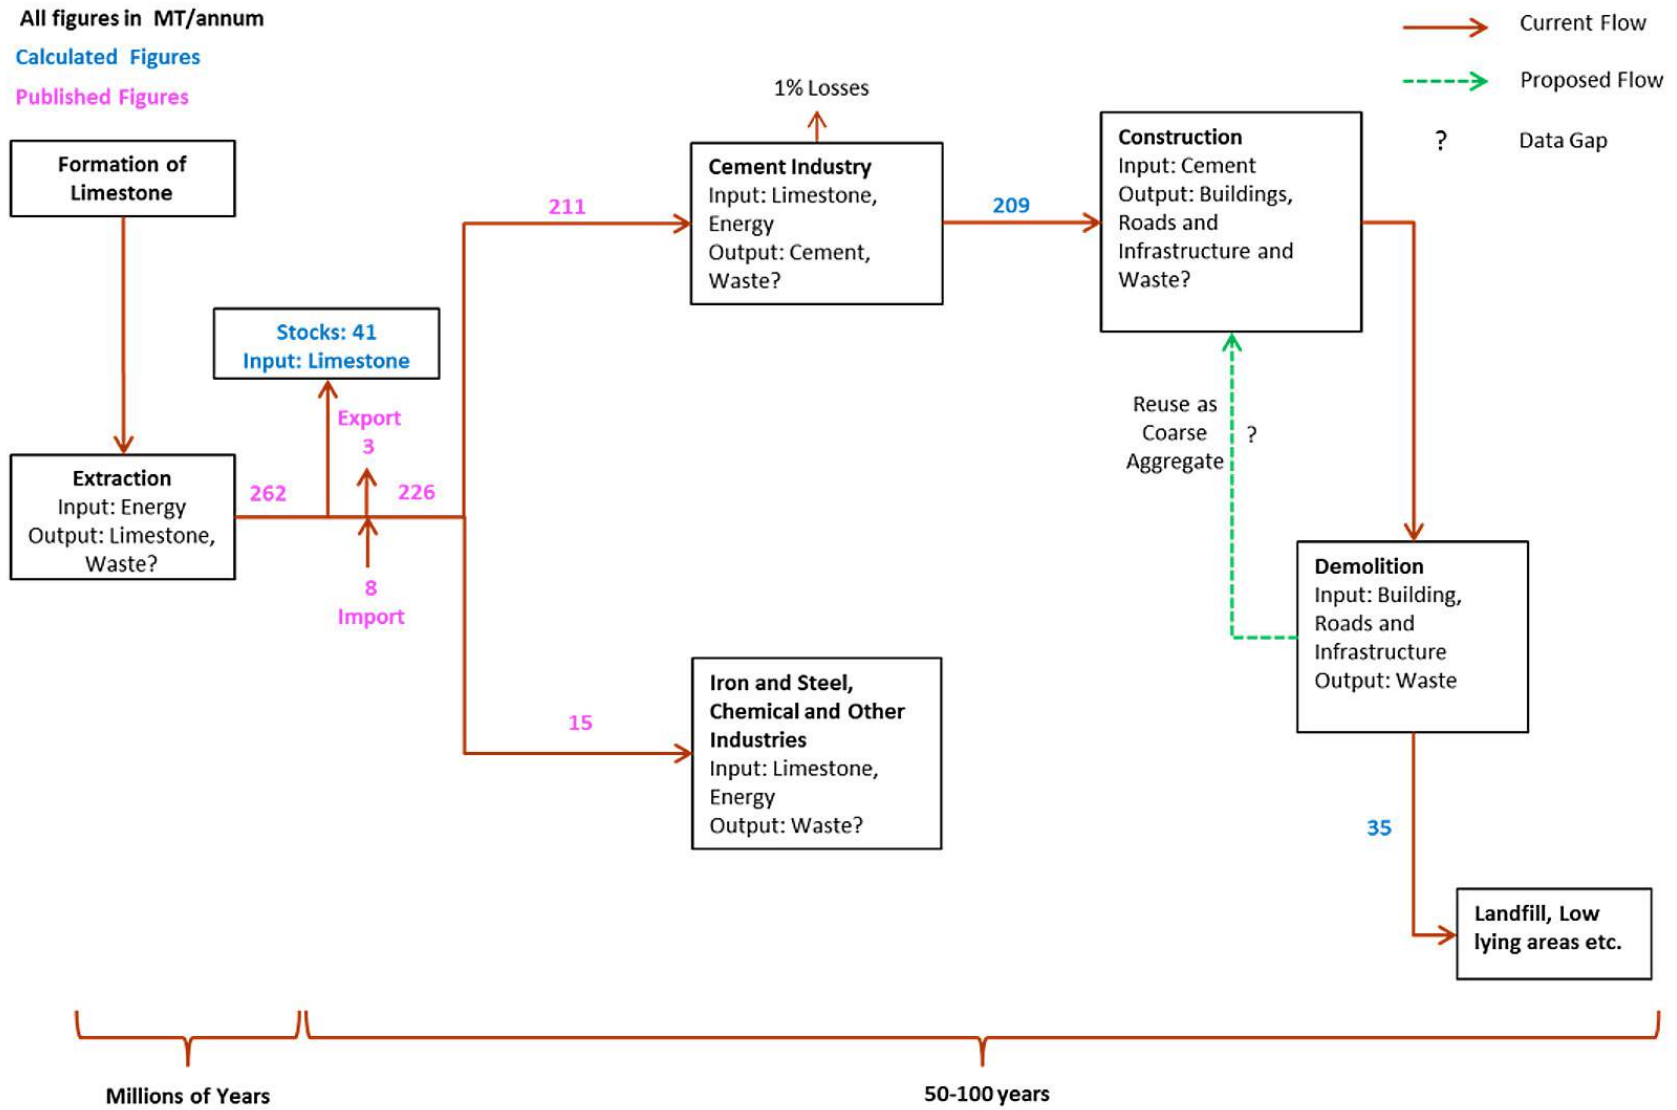 All figures in MT/annum
Calculated Figures
Published Figures
Current Flow
Proposed Flow
? Data Gap
Formation of
Limestone
Extraction
Input: Energy
Output: Limestone,
Waste?
262
Stocks: 41
Input: Limestone
Export
3
226
8
Import
211
1% Losses
Cement Industry
Input: Limestone,
Energy
Output: Cement,
Waste?
209
Construction
Input: Cement
Output: Buildings,
Roads and
Infrastructure and
Waste?
15
Iron and Steel,
Chemical and Other
Industries
Input: Limestone,
Energy
Output: Waste?
Reuse as
Coarse
Aggregate
?
Demolition
Input: Building,
Roads and
Infrastructure
Output: Waste
35
Landfill, Low
lying areas etc.
Millions of Years
50-100 years